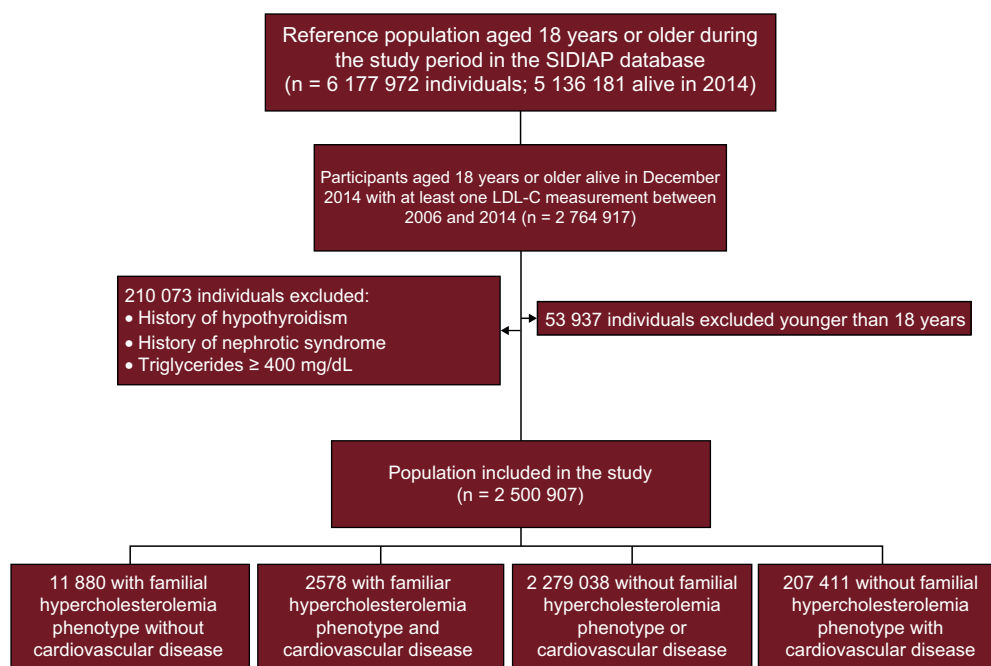 Reference population aged 18 years or older during
the study period in the SIDIAP database
(n = 6 177 972 individuals; 5 136 181 alive in 2014)
Participants aged 18 years or older alive in December
2014 with at least one LDL-C measurement between
2006 and 2014 (n = 2 764 917)
210 073 individuals excluded:
• History of hypothyroidism
• History of nephrotic syndrome
• Triglycerides ≥ 400 mg/dL
53 937 individuals excluded younger than 18 years
Population included in the study
(n = 2 500 907)
11 880 with familial
hypercholesterolemia
phenotype without
cardiovascular disease
2578 with familiar
hypercholesterolemia
phenotype and
cardiovascular disease
2 279 038 without familial
hypercholesterolemia
phenotype or
cardiovascular disease
207 411 without familial
hypercholesterolemia
phenotype with
cardiovascular disease